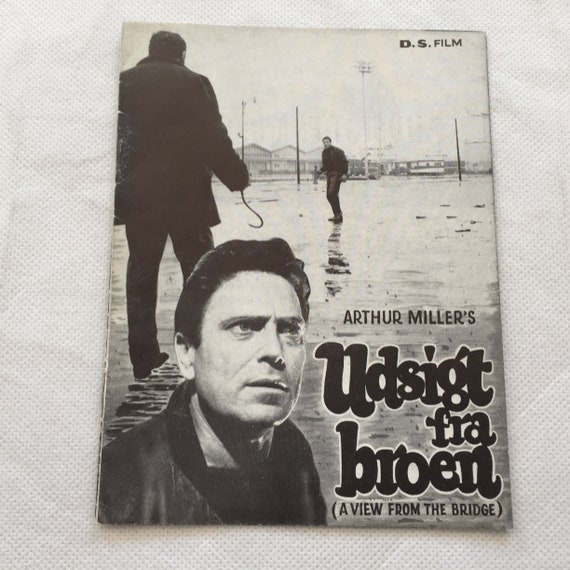 D.S. FILM
ARTHUR MILLER'S
Udsigt
fra
broen
(A VIEW FROM THE BRIDGE)